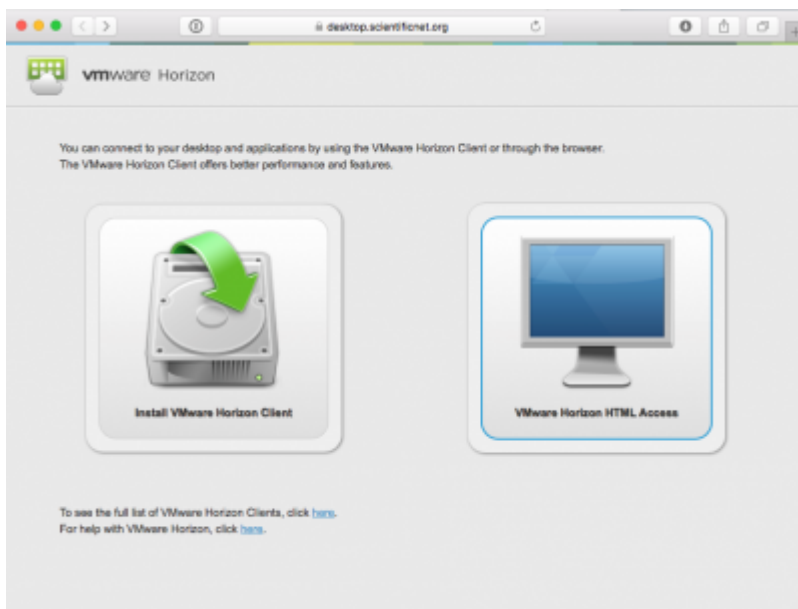 desktop.scientificnet.org
vmware Horizon
You can connect to your desktop and applications by using the VMware Horizon Client or through the browser.
The VMware Horizon Client offers better performance and features.
Install VMware Horizon Client
VMware Horizon HTML Access
To see the full list of VMware Horizon Clients, click here.
For help with VMware Horizon, click here.